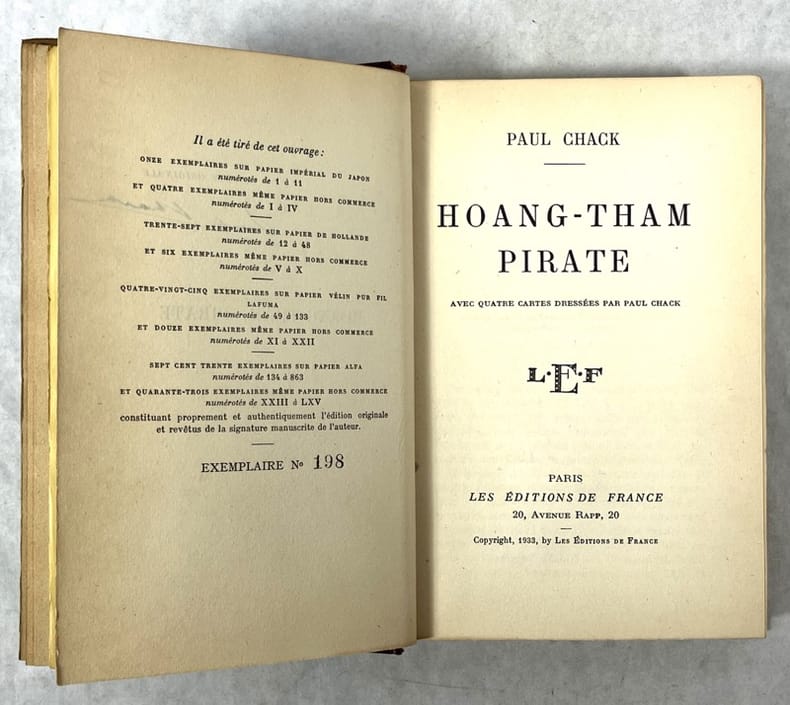 Il a été tiré de cet ouvrage :
ONZE EXEMPLAIRES SUR PAPIER IMPÉRIAL DU JAPON
numérotés de 1 à 11
ET QUATRE EXEMPLAIRES MÊME PAPIER HORS COMMERCE
numérotés de I à IV
TRENTE-SEPT EXEMPLAIRES SUR PAPIER DE HOLLANDE
numérotés de 12 à 48
ET SIX EXEMPLAIRES MÊME PAPIER HORS COMMERCE
numérotés de V à X
QUATRE-VINGT-CINQ EXEMPLAIRES SUR PAPIER VÉLIN PUR FIL
LAFUMA
numérotés de 49 à 133
ET DOUZE EXEMPLAIRES MÊME PAPIER HORS COMMERCE
numérotés de XI à XXII
SEPT CENT TRENTE EXEMPLAIRES SUR PAPIER ALFA
numérotés de 134 à 863
ET QUARANTE-TROIS EXEMPLAIRES MÊME PAPIER HORS COMMERCE
numérotés de XXIII à LXV
constituant proprement et authentiquement l'édition originale
et revêtus de la signature manuscrite de l'auteur.
EXEMPLAIRE No 198
PAUL CHACK
HOANG-THAM
PIRATE
AVEC QUATRE CARTES DRESSÉES PAR PAUL CHACK
L·E·F
PARIS
LES ÉDITIONS DE FRANCE
20, AVENUE RAPP, 20
Copyright, 1933, by LES ÉDITIONS DE FRANCE